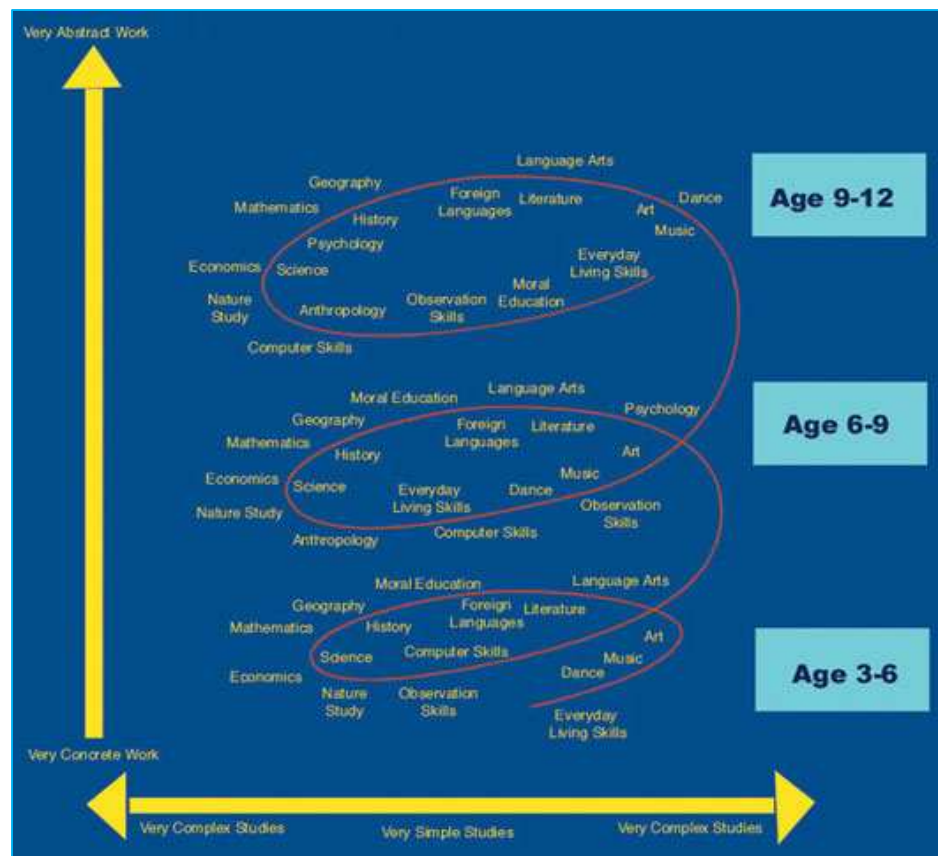 Very Abstract Work
Language Arts
Geography
Foreign
Languages
Literature
Dance
Age 9-12
Mathematics
History
Art
Music
Psychology
Everyday
Living Skills
Economics
Science
Moral
Education
Nature
Study
Anthropology
Observation
Skills
Computer Skills
Language Arts
Moral Education
Psychology
Age 6-9
Geography
Foreign
Languages
Literature
Mathematics
History
Art
Music
Economics
Science
Everyday
Living Skills
Dance
Nature Study
Observation
Skills
Anthropology
Computer Skills
Moral Education
Language Arts
Geography
Foreign
Languages
Literature
Mathematics
History
Art
Science
Computer Skills
Music
Dance
Age 3-6
Economics
Nature
Study
Observation
Skills
Everyday
Living Skills
Very Concrete Work
Very Complex Studies
Very Simple Studies
Very Complex Studies